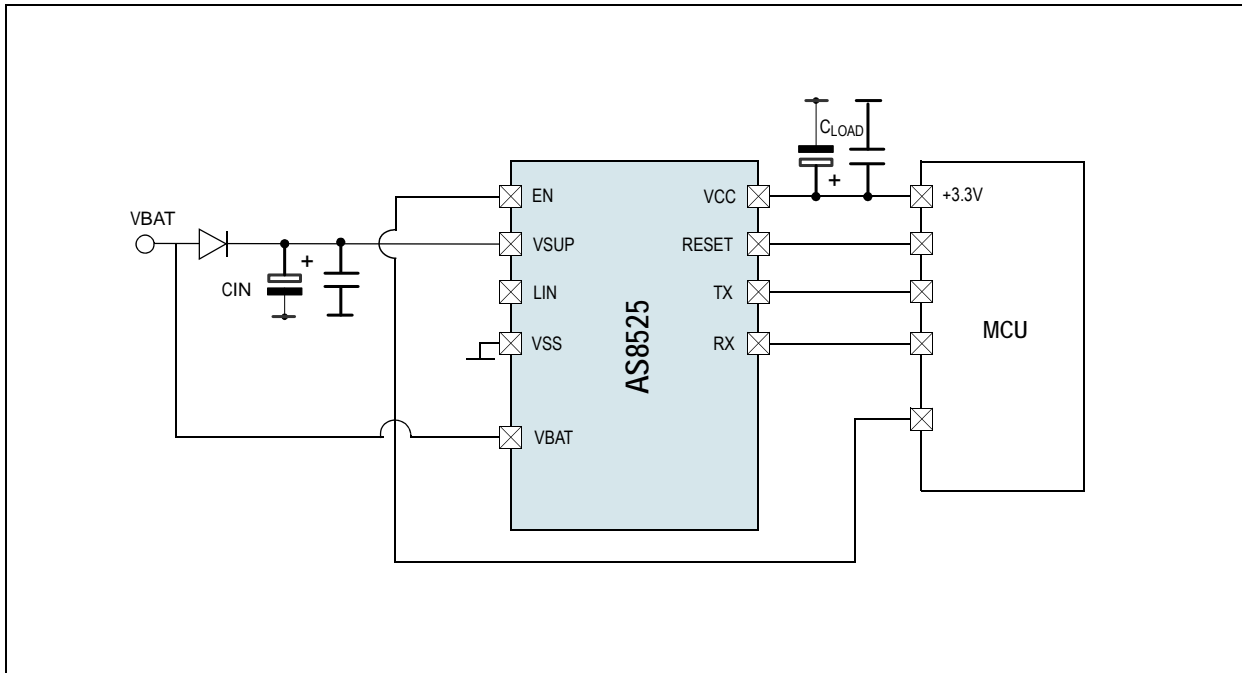 VBAT
CIN
+
EN
VSUP
LIN
VSS
VBAT
AS8525
VCC
RESET
TX
RX
CLOAD
+
+3.3V
MCU